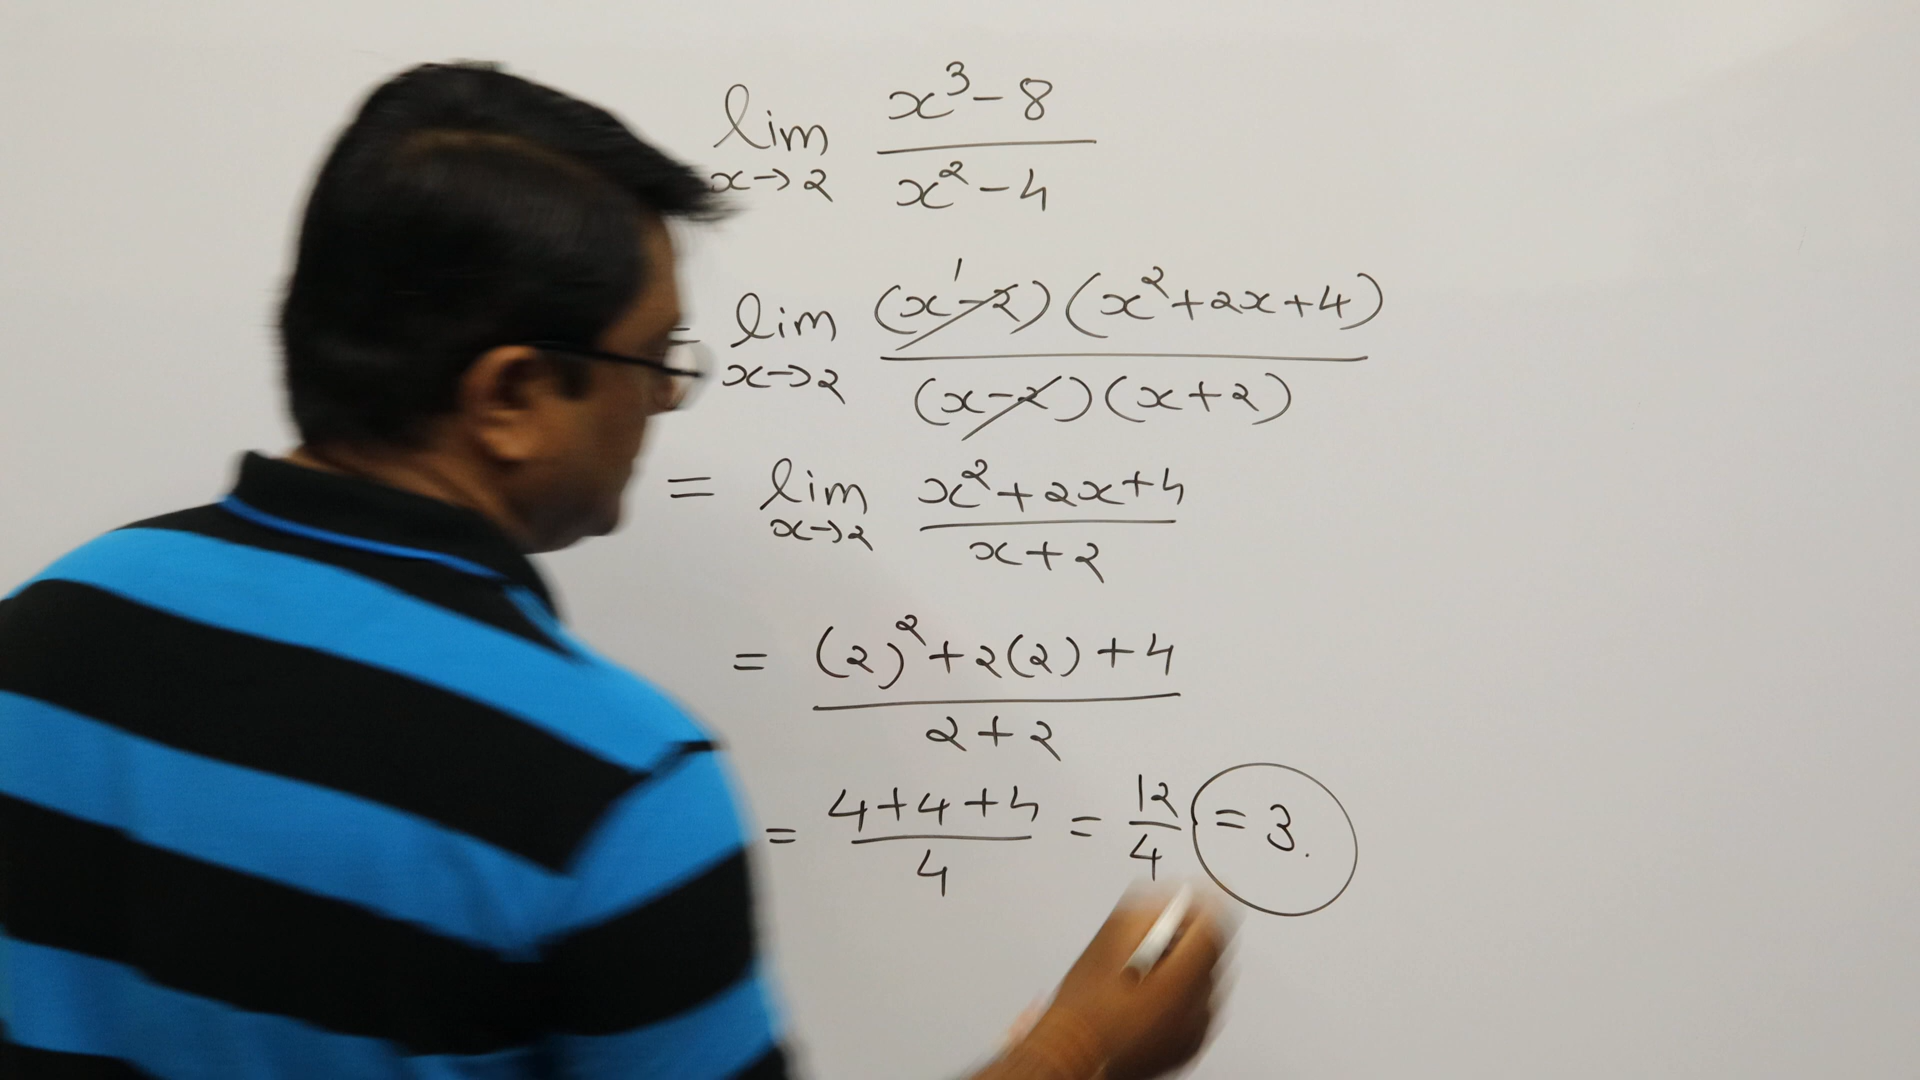 lim x³ - 8
x→2 x² - 4
= lim (x - 2)¹ (x² + 2x + 4)
x→2 (x - 2) (x + 2)
= lim x² + 2x + 4
x→2 x + 2
= (2)² + 2(2) + 4
2 + 2
= 4 + 4 + 4 = 12 = 3.
4 4